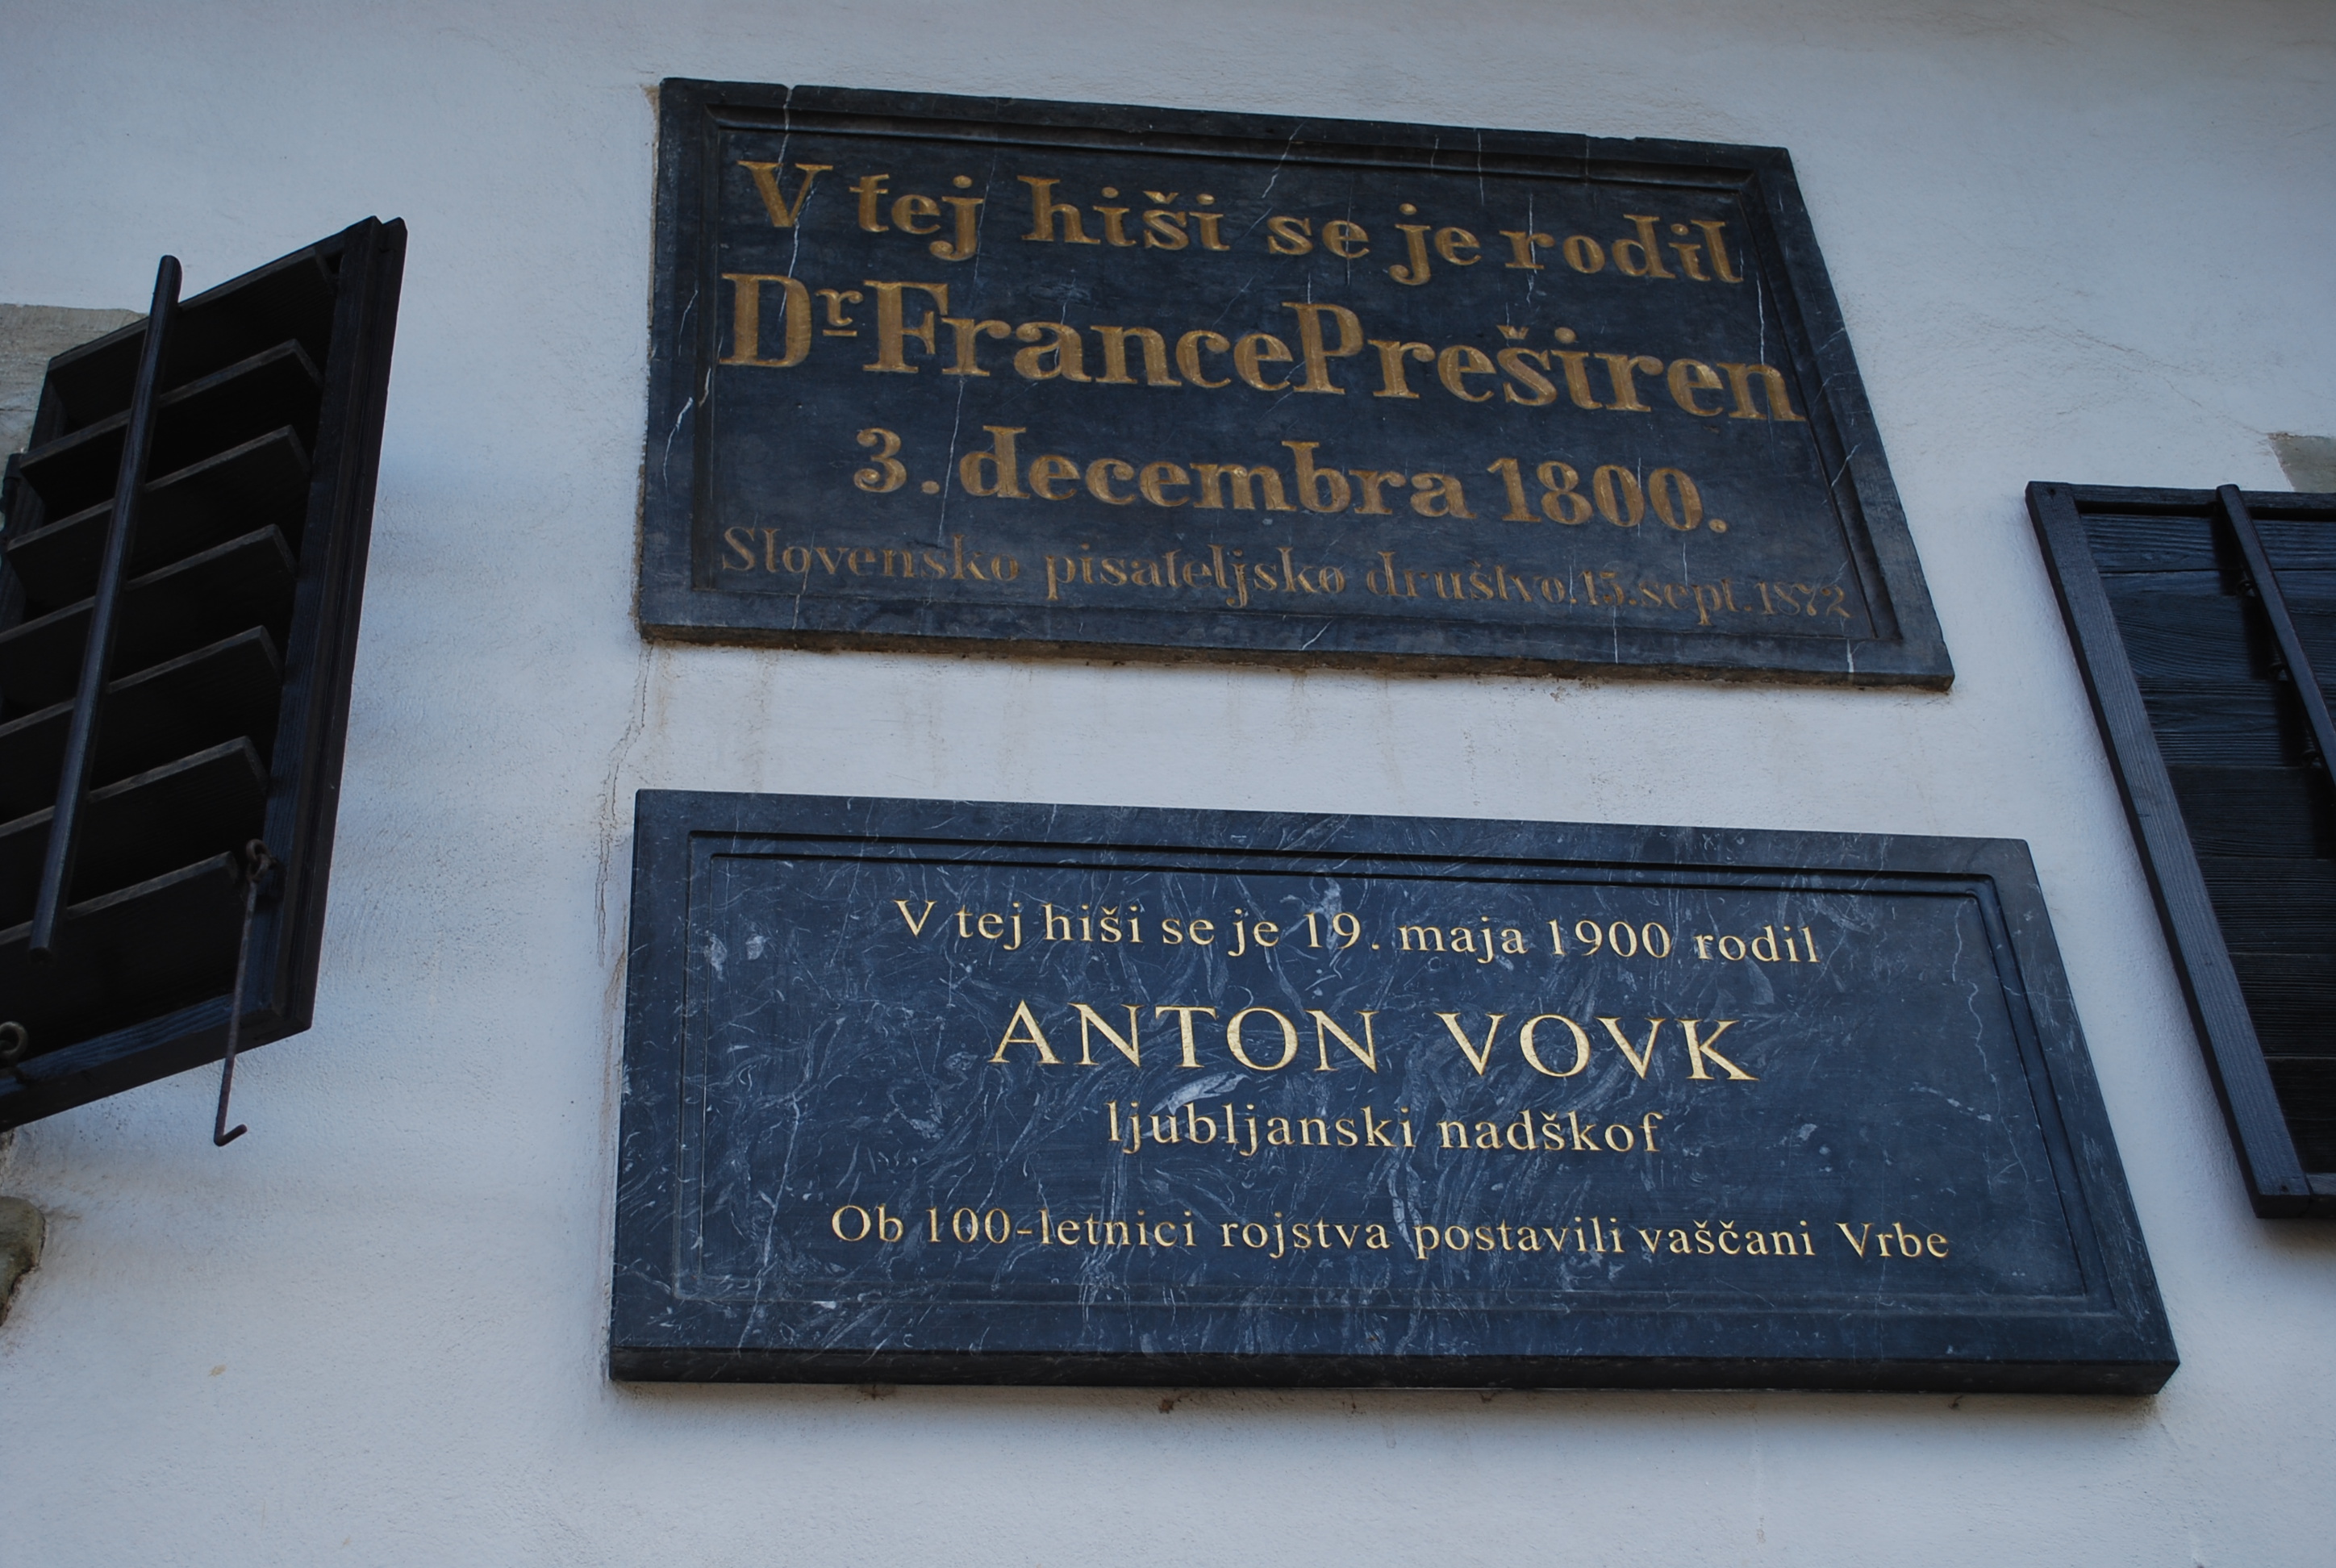 V tej hiši se je rodil
Dr France Preširen
3. decembra 1800.
Slovensko pisateljsko društvo. 15. sept. 1872
V tej hiši se je 19. maja 1900 rodil
ANTON VOVK
ljubljanski nadškof
Ob 100-letnici rojstva postavili vaščani Vrbe